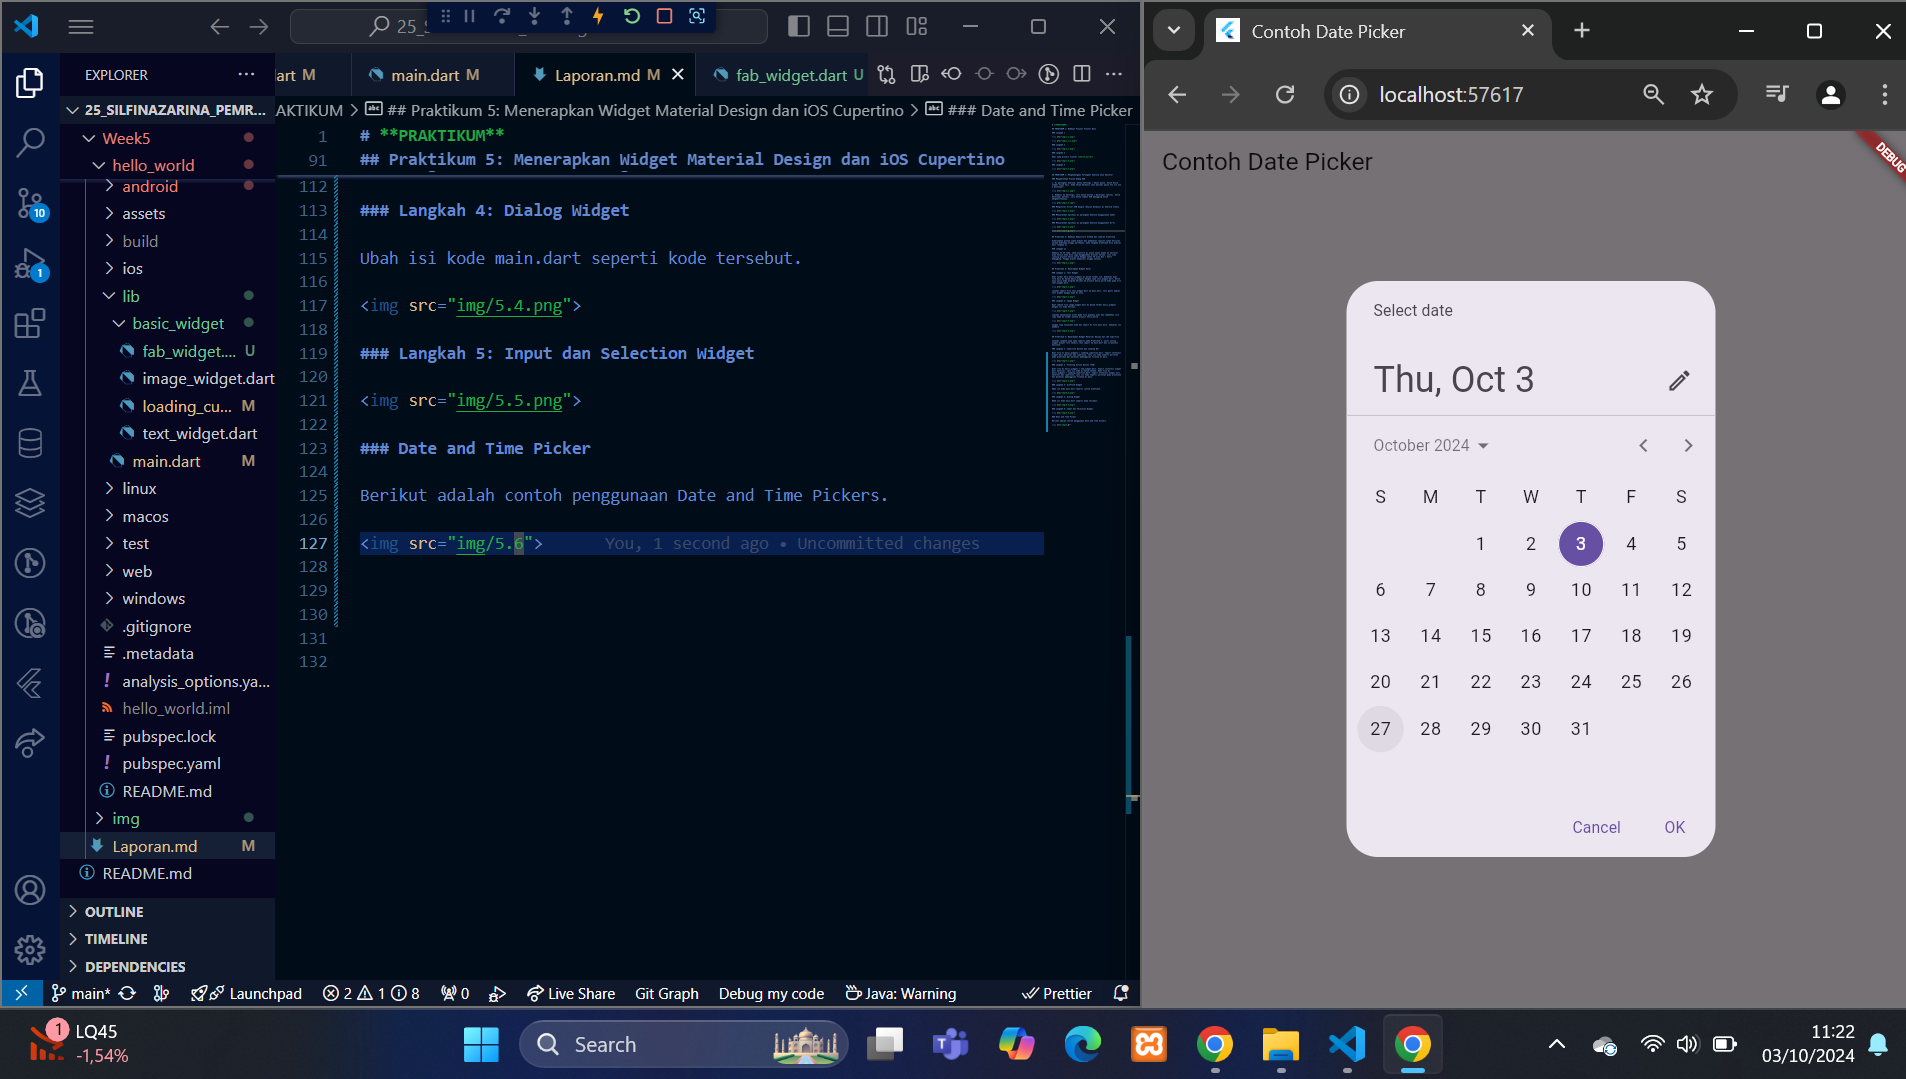 25_S
EXPLORER
25_SILFINAZARINA_PEMR...
Week5
hello_world
android
assets
build
ios
lib
basic_widget
fab_widget.... U
image_widget.dart
loading_cu... M
text_widget.dart
main.dart M
linux
macos
test
web
windows
.gitignore
.metadata
analysis_options.ya...
hello_world.iml
pubspec.lock
pubspec.yaml
README.md
img
Laporan.md M
README.md
OUTLINE
TIMELINE
DEPENDENCIES
10
1
art M
main.dart M
Laporan.md M
fab_widget.dart U
AKTIKUM > ## Praktikum 5: Menerapkan Widget Material Design dan iOS Cupertino > ### Date and Time Picker
1 # **PRAKTIKUM**
91 ## Praktikum 5: Menerapkan Widget Material Design dan iOS Cupertino
112
113 ### Langkah 4: Dialog Widget
114
115 Ubah isi kode main.dart seperti kode tersebut.
116
117 <img src="img/5.4.png">
118
119 ### Langkah 5: Input dan Selection Widget
120
121 <img src="img/5.5.png">
122
123 ### Date and Time Picker
124
125 Berikut adalah contoh penggunaan Date and Time Pickers.
126
127 <img src="img/5.6"> You, 1 second ago • Uncommitted changes
128
129
130
131
132
main* Launchpad 2 1 8 0 Live Share Git Graph Debug my code Java: Warning Prettier
Contoh Date Picker
localhost:57617
Contoh Date Picker
DEBUG
Select date
Thu, Oct 3
October 2024
S M T W T F S
1 2 3 4 5
6 7 8 9 10 11 12
13 14 15 16 17 18 19
20 21 22 23 24 25 26
27 28 29 30 31
Cancel OK
1
LQ45
-1,54%
Search
11:22
03/10/2024